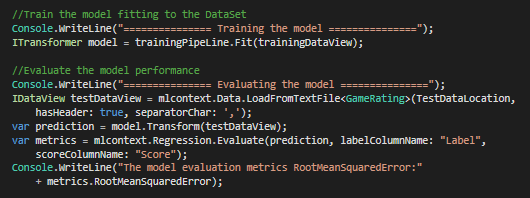 //Train the model fitting to the DataSet
Console.WriteLine("=============== Training the model ===============");
ITransformer model = trainingPipeLine.Fit(trainingDataView);
//Evaluate the model performance
Console.WriteLine("=============== Evaluating the model ===============");
IDataView testDataView = mlcontext.Data.LoadFromTextFile<GameRating>(TestDataLocation,
hasHeader: true, separatorChar: ',');
var prediction = model.Transform(testDataView);
var metrics = mlcontext.Regression.Evaluate(prediction, labelColumnName: "Label",
scoreColumnName: "Score");
Console.WriteLine("The model evaluation metrics RootMeanSquaredError:"
+ metrics.RootMeanSquaredError);